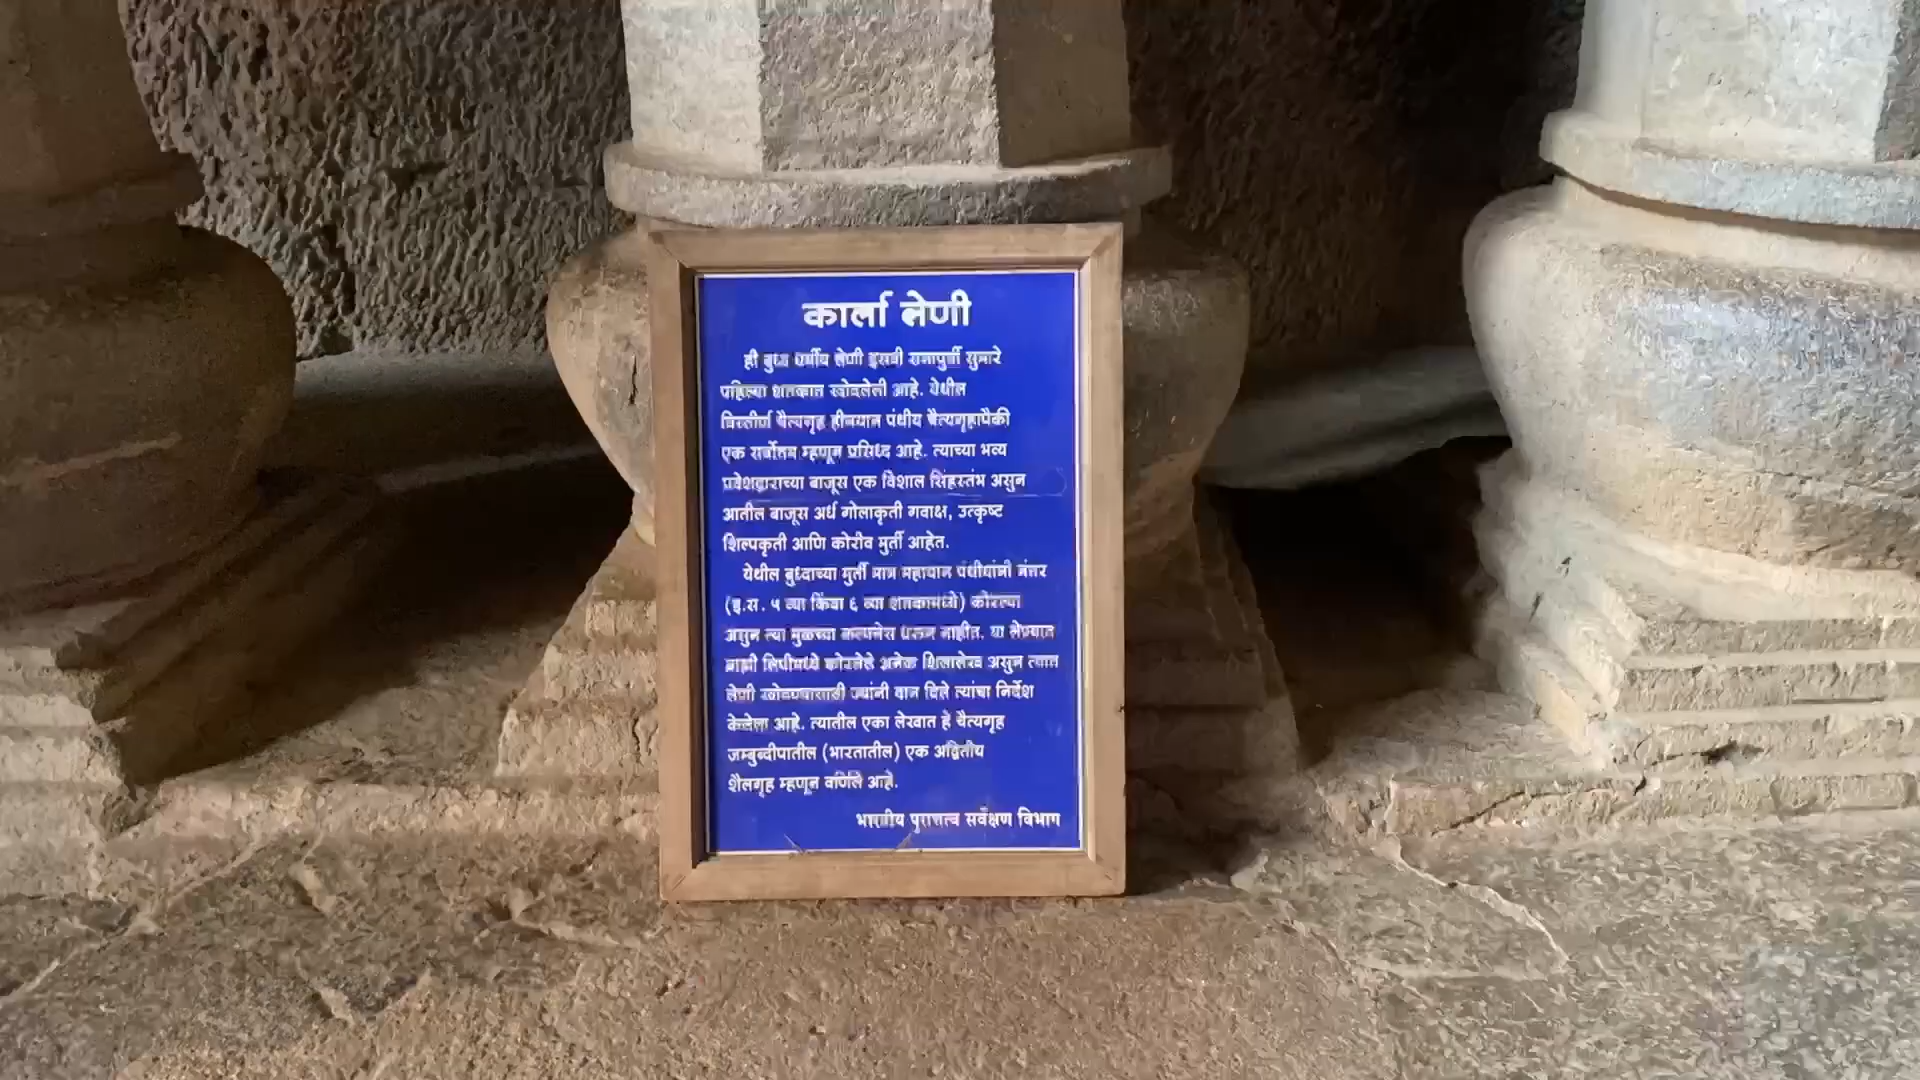 कार्ला लेणी
ही बुध्द धर्मीय लेणी इसवी सनापुर्वी सुमारे
पहिल्या शतकात खोदलेली आहे. येथील
विस्तीर्ण चैत्यगृह हीनयान पंथीय चैत्यगृहापैकी
एक सर्वोत्तम म्हणून प्रसिध्द आहे. त्याच्या भव्य
प्रवेशद्वाराच्या बाजूस एक विशाल सिंहस्तंभ असुन
आतील बाजूस अर्ध गोलाकृती गवाक्ष, उत्कृष्ट
शिल्पकृती आणि कोरीव मुर्ती आहेत.
येथील बुध्दाच्या मुर्ती मात्र महायान पंथीयांनी नंतर
(इ.स. ५ व्या किंवा ६ व्या शतकामध्ये) कोरल्या
असुन त्या मुळच्या कल्पनेस धरून नाहीत. या लेण्यात
ब्राह्मी लिपीमध्ये कोरलेले अनेक शिलालेख असुन त्यात
लेणी खोदण्यासाठी ज्यांनी दान दिले त्यांचा निर्देश
केलेला आहे. त्यातील एका लेखात हे चैत्यगृह
जम्बुव्दीपातील (भारतातील) एक अद्वितीय
शैलगृह म्हणून वर्णिले आहे.
भारतीय पुरातत्व सर्वेक्षण विभाग